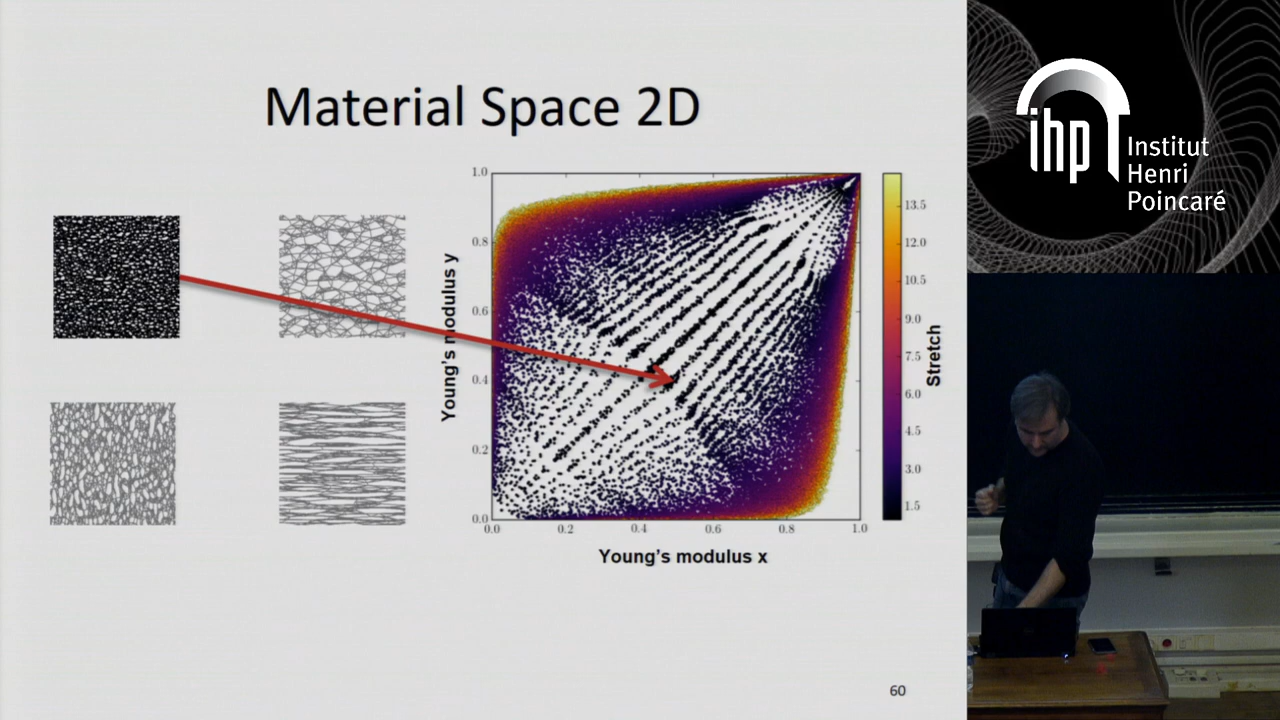 Material Space 2D
1.0
0.8
0.6
0.4
0.2
0.0
Young's modulus y
0.0
0.2
0.4
0.6
0.8
1.0
Young's modulus x
13.5
12.0
10.5
9.0
7.5
6.0
4.5
3.0
1.5
Stretch
60
ihp
Institut
Henri
Poincaré